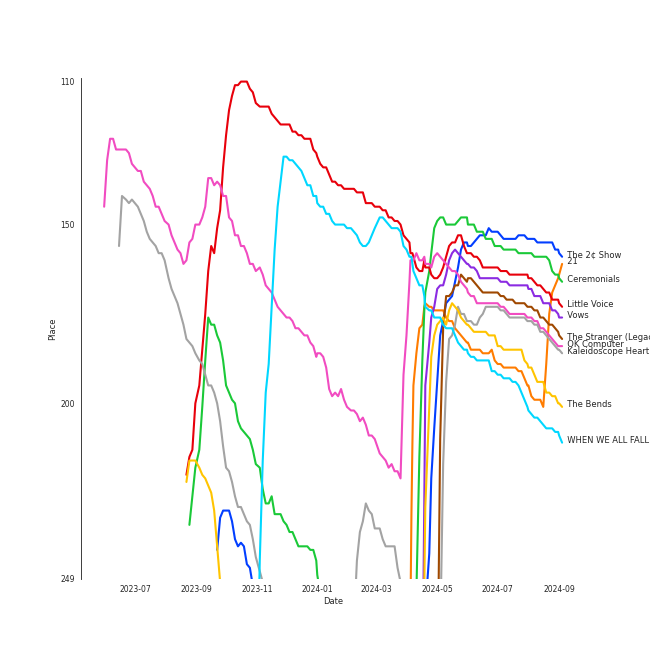 110
150
200
249
Place
2023-07
2023-09
2023-11
2024-01
2024-03
2024-05
2024-07
2024-09
Date
The 2¢ Show
21
Ceremonials
Little Voice
Vows
The Stranger (Legac
OK Computer
Kaleidoscope Heart
The Bends
WHEN WE ALL FALL